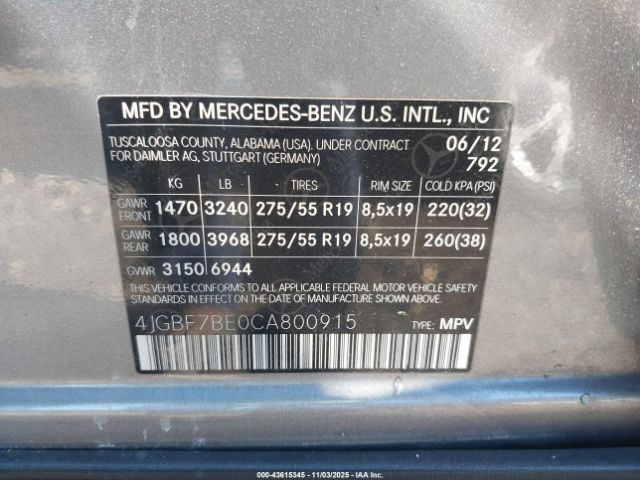 MFD BY MERCEDES-BENZ U.S. INTL., INC
TUSCALOOSA COUNTY, ALABAMA (USA). UNDER CONTRACT 06/12
FOR DAIMLER AG, STUTTGART (GERMANY) 792
KG LB TIRES RIM SIZE COLD KPA (PSI)
GAWR FRONT 1470 3240 275/55 R19 8,5x19 220(32)
GAWR REAR 1800 3968 275/55 R19 8,5x19 260(38)
GVWR 3150 6944
THIS VEHICLE CONFORMS TO ALL APPLICABLE FEDERAL MOTOR VEHICLE SAFETY
STANDARDS IN EFFECT ON THE DATE OF MANUFACTURE SHOWN ABOVE.
4JGBF7BE0CA800915 TYPE: MPV
000-43615345 - 11/03/2025 - IAA Inc.